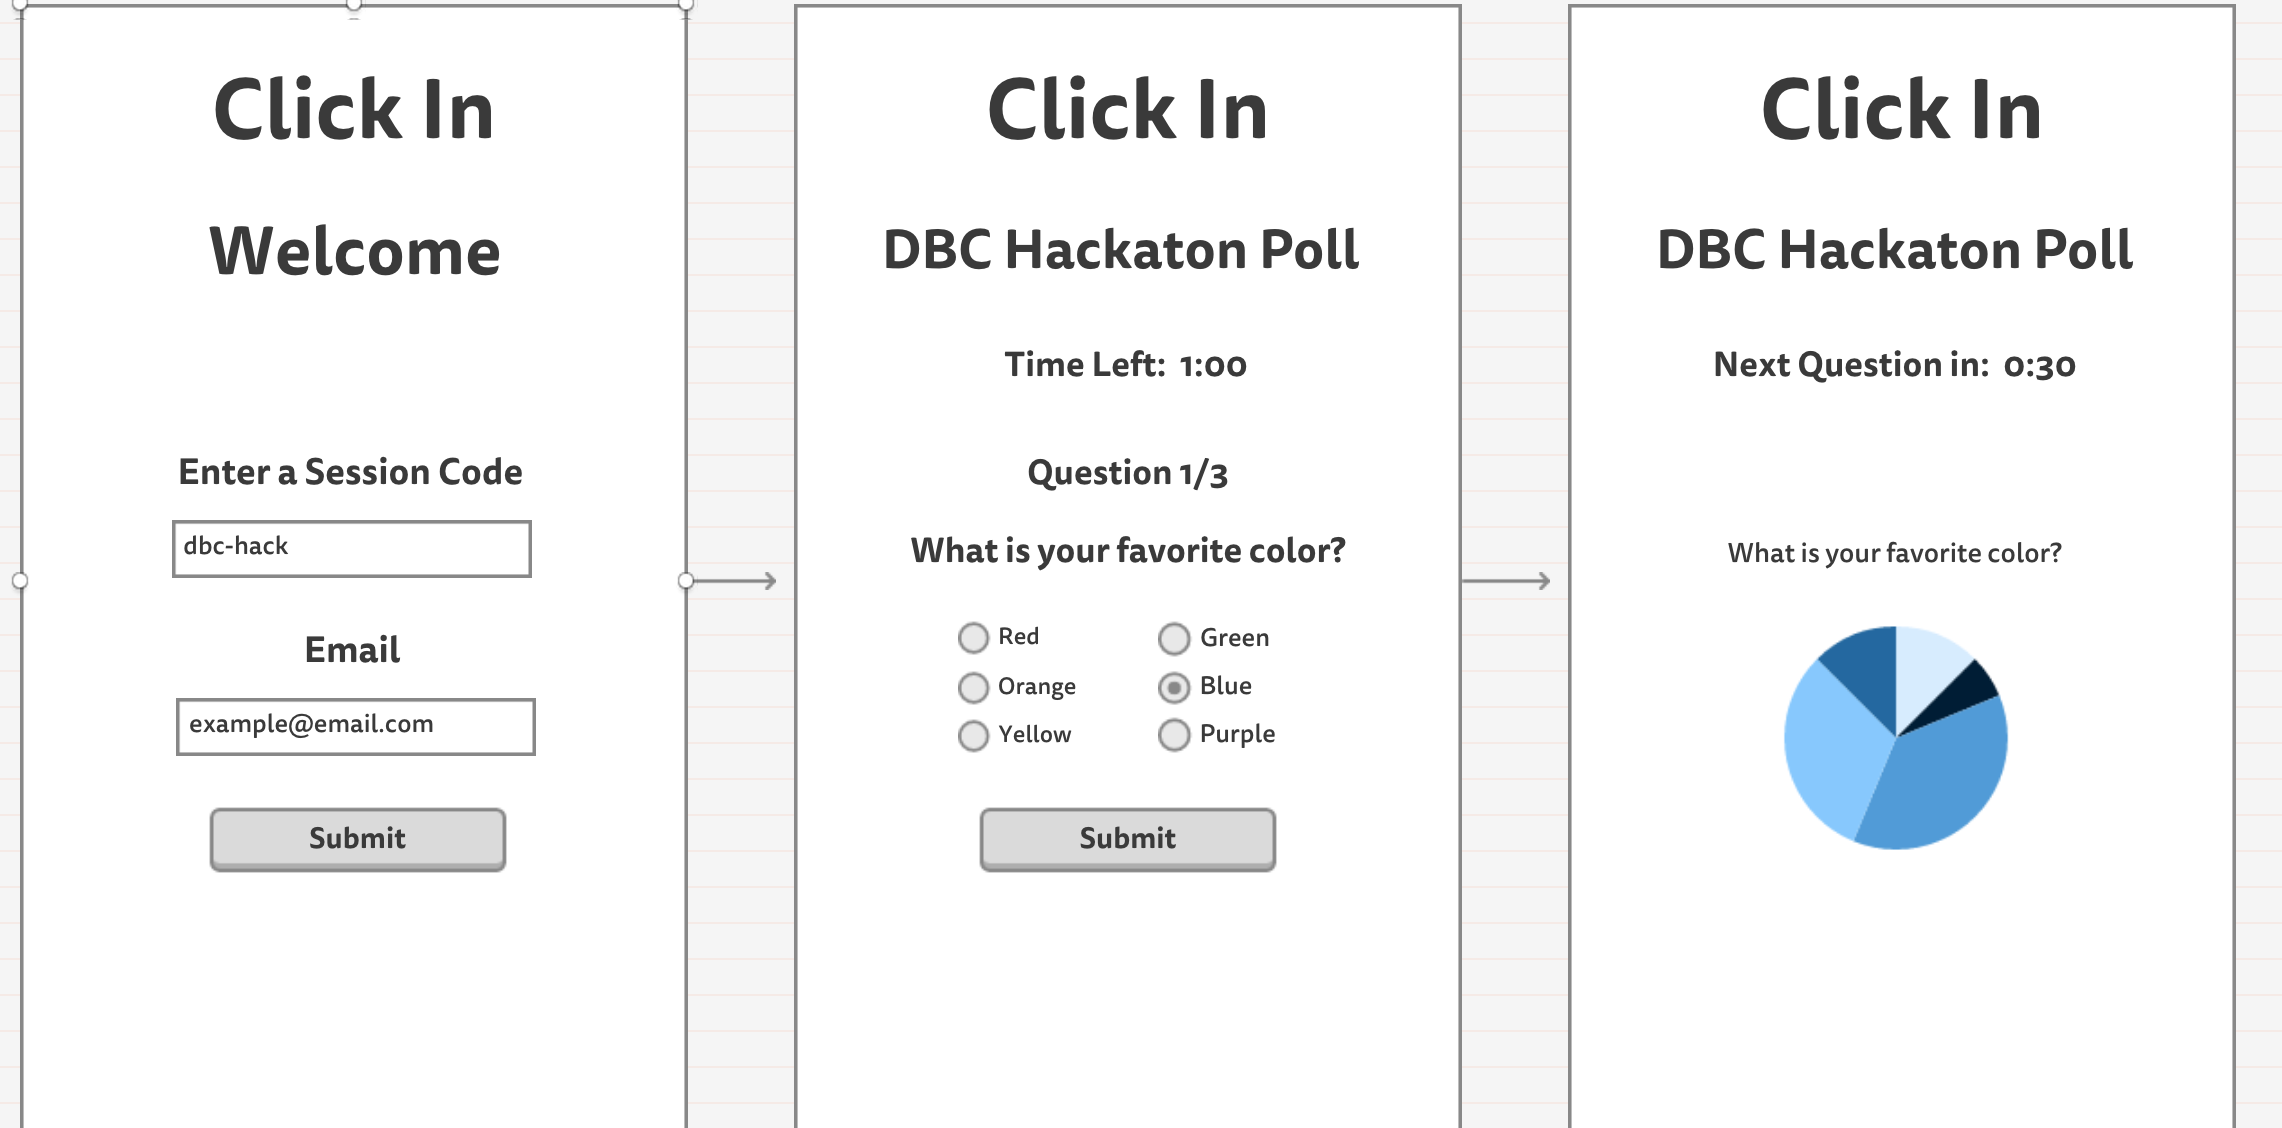 Click In
Welcome
Enter a Session Code
dbc-hack
Email
example@email.com
Submit
Click In
DBC Hackaton Poll
Time Left: 1:00
Question 1/3
What is your favorite color?
Red
Green
Orange
Blue
Yellow
Purple
Submit
Click In
DBC Hackaton Poll
Next Question in: 0:30
What is your favorite color?